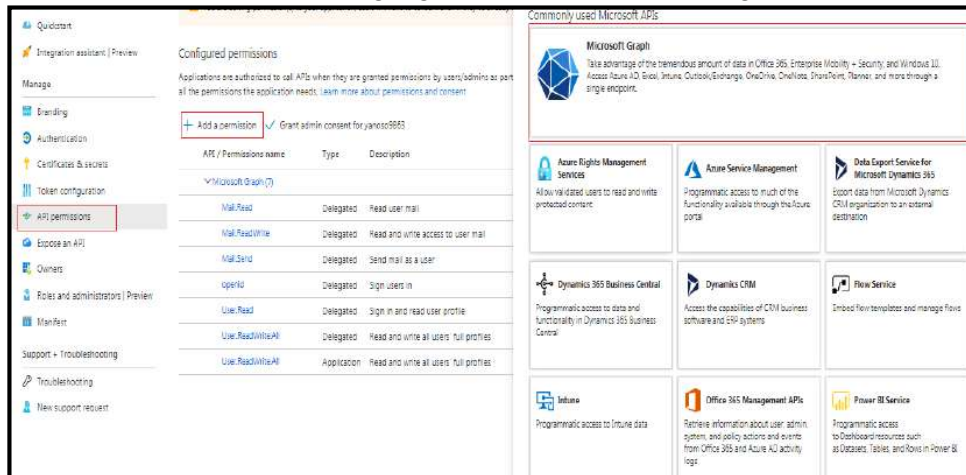 Quickstart
Integration assistant | Preview
Manage
Branding
Authentication
Certificates & secrets
Token configuration
API permissions
Expose an API
Owners
Roles and administrators | Preview
Manifest
Support + Troubleshooting
Troubleshooting
New support request
Configured permissions
Applications are authorized to call APIs when they are granted permissions by users/admins as part
all the permissions the application needs. Learn more about permissions and consent
Add a permission Grant admin consent for yanoso9863
API / Permissions name Type Description
Microsoft Graph (7)
Mail.Read Delegated Read user mail
Mail.ReadWrite Delegated Read and write access to user mail
Mail.Send Delegated Send mail as a user
openid Delegated Sign users in
User.Read Delegated Sign in and read user profile
User.ReadWrite.All Delegated Read and write all users' full profiles
User.ReadWrite.All Application Read and write all users' full profiles
Commonly used Microsoft APIs
Microsoft Graph
Take advantage of the tremendous amount of data in Office 365, Enterprise Mobility + Security, and Windows 10.
Access Azure AD, Excel, Intune, Outlook/Exchange, OneDrive, OneNote, SharePoint, Planner, and more through a
single endpoint.
Azure Rights Management
Services
Allow validated users to read and write
protected content
Azure Service Management
Programmatic access to much of the
functionality available through the Azure
portal
Data Export Service for
Microsoft Dynamics 365
Export data from Microsoft Dynamics
CRM organization to an external
destination
Dynamics 365 Business Central
Programmatic access to data and
functionality in Dynamics 365 Business
Central
Dynamics CRM
Access the capabilities of CRM business
software and ERP systems
Flow Service
Embed flow templates and manage flows
Intune
Programmatic access to Intune data
Office 365 Management APIs
Retrieve information about user, admin,
system, and policy actions and events
from Office 365 and Azure AD activity
logs
Power BI Service
Programmatic access
to Dashboard resources such
as Datasets, Tables, and Rows in Power BI